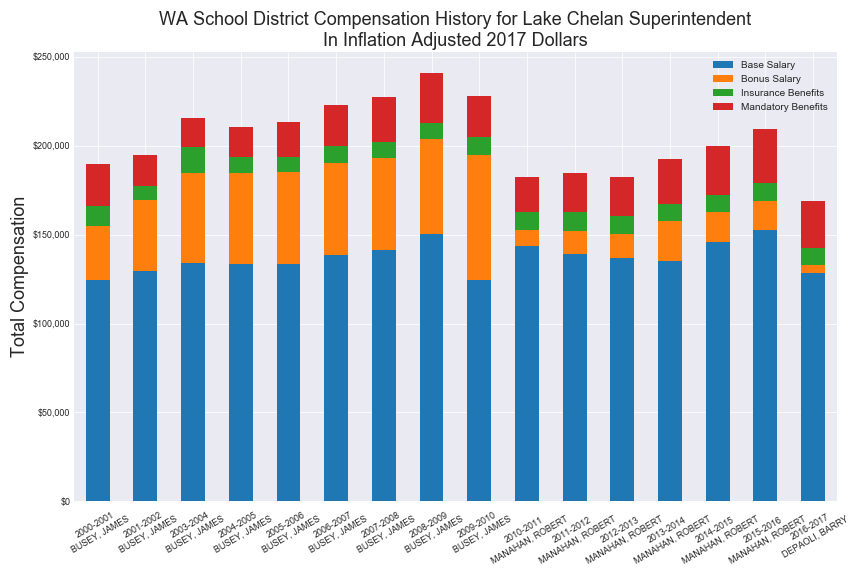 WA School District Compensation History for Lake Chelan Superintendent
In Inflation Adjusted 2017 Dollars
Base Salary
Bonus Salary
Insurance Benefits
Mandatory Benefits
Total Compensation
$250,000
$200,000
$150,000
$100,000
$50,000
$0
2000-2001
BUSEY, JAMES
2001-2002
BUSEY, JAMES
2003-2004
BUSEY, JAMES
2004-2005
BUSEY, JAMES
2005-2006
BUSEY, JAMES
2006-2007
BUSEY, JAMES
2007-2008
BUSEY, JAMES
2008-2009
BUSEY, JAMES
2009-2010
BUSEY, JAMES
2010-2011
MANAHAN, ROBERT
2011-2012
MANAHAN, ROBERT
2012-2013
MANAHAN, ROBERT
2013-2014
MANAHAN, ROBERT
2014-2015
MANAHAN, ROBERT
2015-2016
MANAHAN, ROBERT
2016-2017
DEPAOLI, BARRY